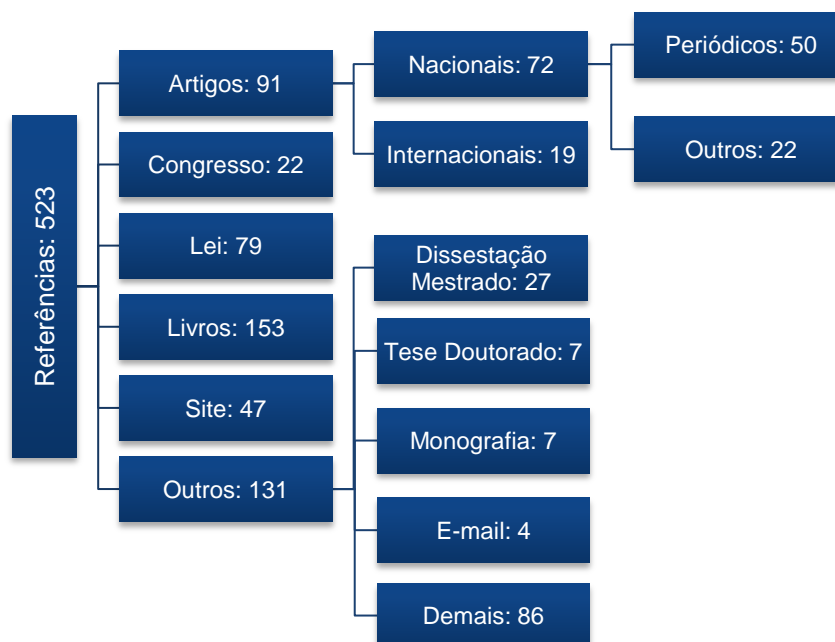 Referências: 523
Artigos: 91
Congresso: 22
Lei: 79
Livros: 153
Site: 47
Outros: 131
Nacionais: 72
Internacionais: 19
Periódicos: 50
Outros: 22
Dissestação
Mestrado: 27
Tese Doutorado: 7
Monografia: 7
E-mail: 4
Demais: 86